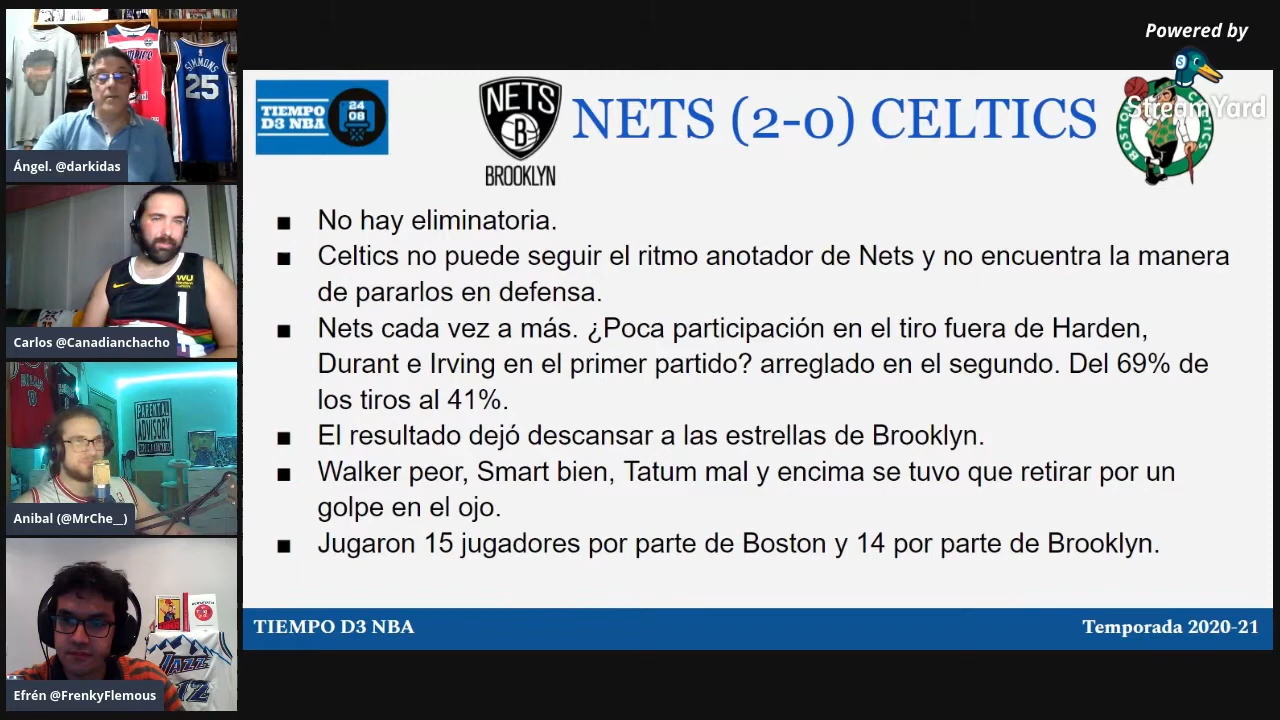 Powered by
StreamYard
SIMMONS
25
Ángel. @darkidas
WU
1
Carlos @Canadianchacho
PARENTAL
ADVISORY
Anibal (@MrChe__)
JAZZ
12
Efrén @FrenkyFlemous
TIEMPO
D3 NBA
24
08
NETS
B
BROOKLYN
NETS (2-0) CELTICS
BOSTON CELTICS
■ No hay eliminatoria.
■ Celtics no puede seguir el ritmo anotador de Nets y no encuentra la manera
de pararlos en defensa.
■ Nets cada vez a más. ¿Poca participación en el tiro fuera de Harden,
Durant e Irving en el primer partido? arreglado en el segundo. Del 69% de
los tiros al 41%.
■ El resultado dejó descansar a las estrellas de Brooklyn.
■ Walker peor, Smart bien, Tatum mal y encima se tuvo que retirar por un
golpe en el ojo.
■ Jugaron 15 jugadores por parte de Boston y 14 por parte de Brooklyn.
TIEMPO D3 NBA
Temporada 2020-21